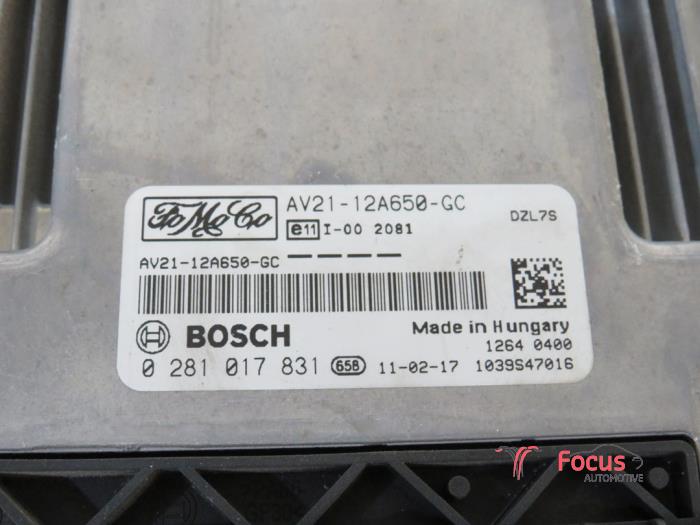 FoMoCo
AV21-12A650-GC
DZL7S
e11 I-00 2081
AV21-12A650-GC
BOSCH
Made in Hungary
1264 0400
0 281 017 831 658 11-02-17 1039S47016
Focus
AUTOMOTIVE